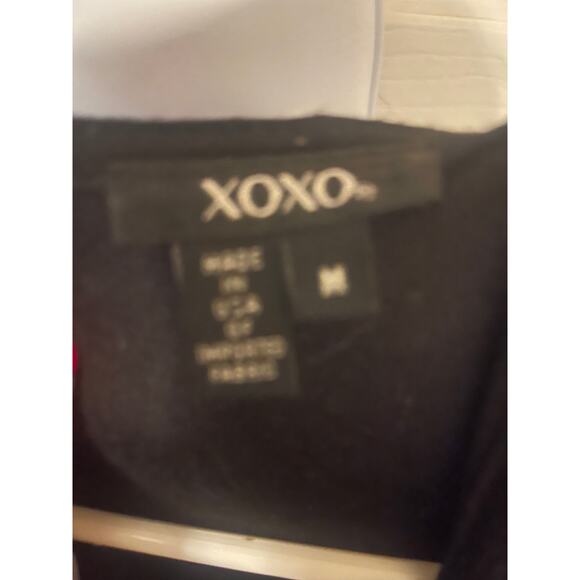 XOXO
M
MADE
IN
USA
OF
IMPORTED
FABRIC